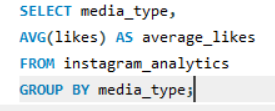 SELECT media_type,
AVG(likes) AS average_likes
FROM instagram_analytics
GROUP BY media_type;